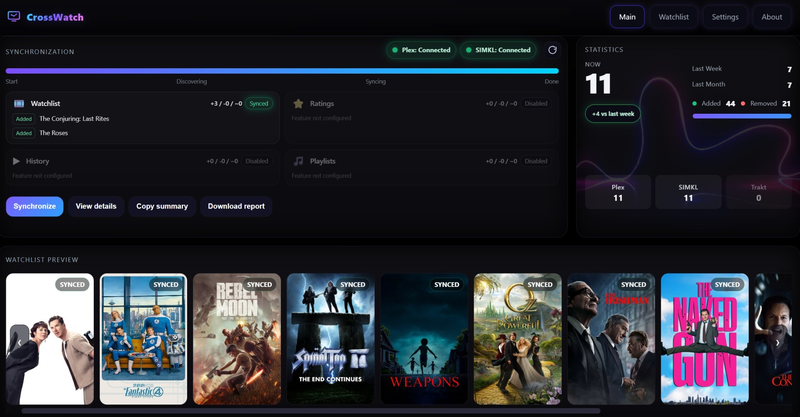 CrossWatch
Main
Watchlist
Settings
About
SYNCHRONIZATION
Plex: Connected
SIMKL: Connected
Start
Discovering
Syncing
Done
Watchlist
+3 / -0 / ~0
Synced
Added
The Conjuring: Last Rites
Added
The Roses
Ratings
+0 / -0 / ~0
Disabled
Feature not configured
History
+0 / -0 / ~0
Disabled
Feature not configured
Playlists
+0 / -0 / ~0
Disabled
Feature not configured
Synchronize
View details
Copy summary
Download report
STATISTICS
NOW
11
+4 vs last week
Last Week
7
Last Month
7
Added
44
Removed
21
Plex
11
SIMKL
11
Trakt
0
WATCHLIST PREVIEW
SYNCED
SYNCED
Fantastic 4
SYNCED
REBEL
MOON
SYNCED
Spinal Tap II
THE END CONTINUES
SYNCED
WEAPONS
SYNCED
OZ
GREAT
POWERFUL
SYNCED
IRISHMAN
SYNCED
THE
NAKED
GUN